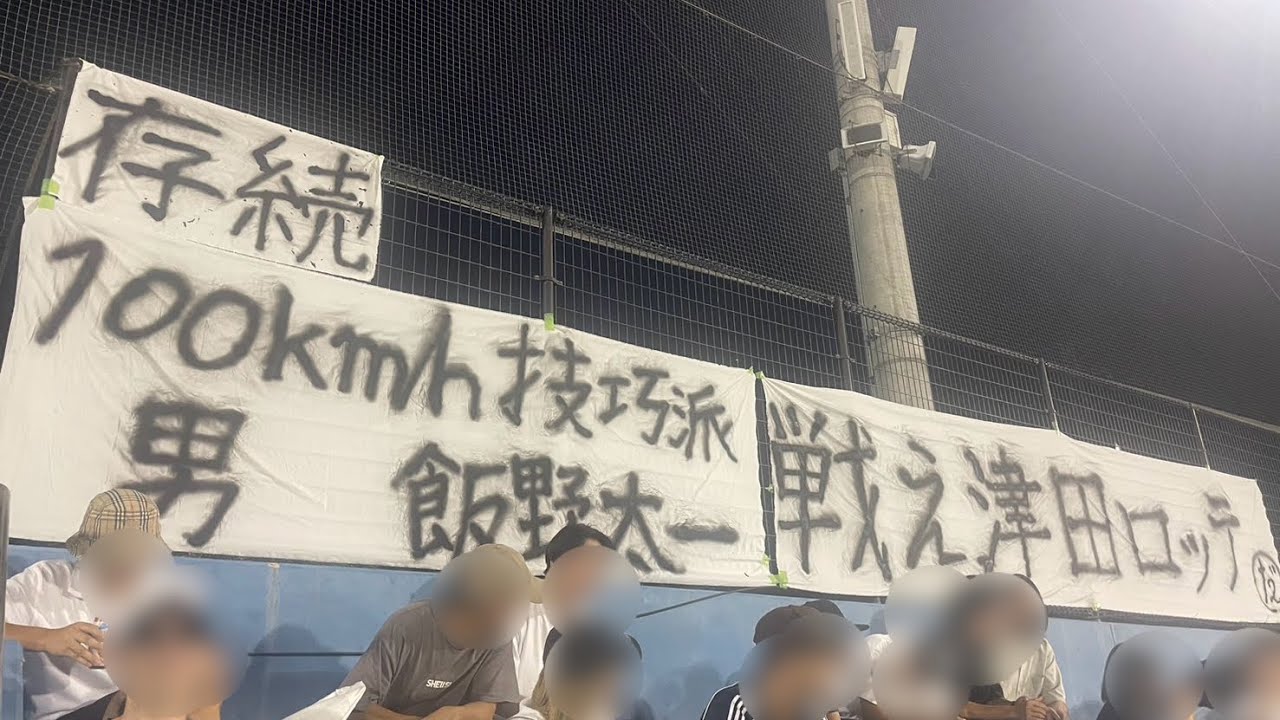 存続
100km/h技巧派
男 飯野太一
戦え津田ロッテ